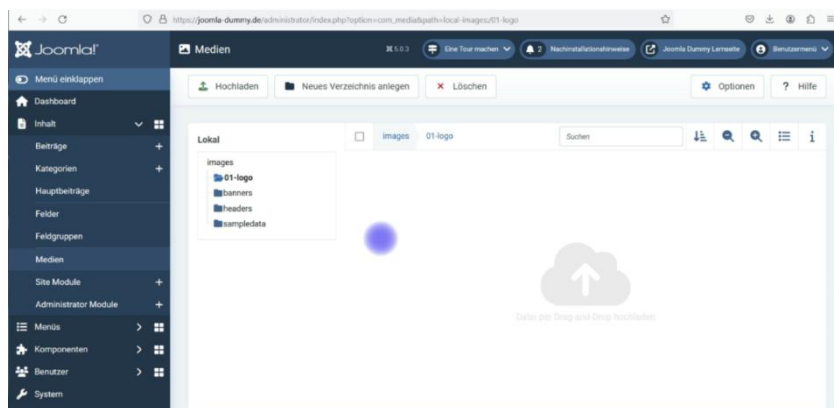 https://joomla-dummy.de/administrator/index.php?option=com_media&path=local-images:/01-logo
Joomla!®
Medien
5.0.3
Eine Tour machen
2 Nachinstallationshinweise
Joomla Dummy Lernseite
Benutzermenü
Menü einklappen
Hochladen
Neues Verzeichnis anlegen
Löschen
Optionen
? Hilfe
Dashboard
Inhalt
Beiträge
Kategorien
Hauptbeiträge
Felder
Feldgruppen
Medien
Site Module
Administrator Module
Menüs
Komponenten
Benutzer
System
Lokal
images
01-logo
banners
headers
sampledata
images 01-logo
Suchen
Datei per Drag-and-Drop hochladen